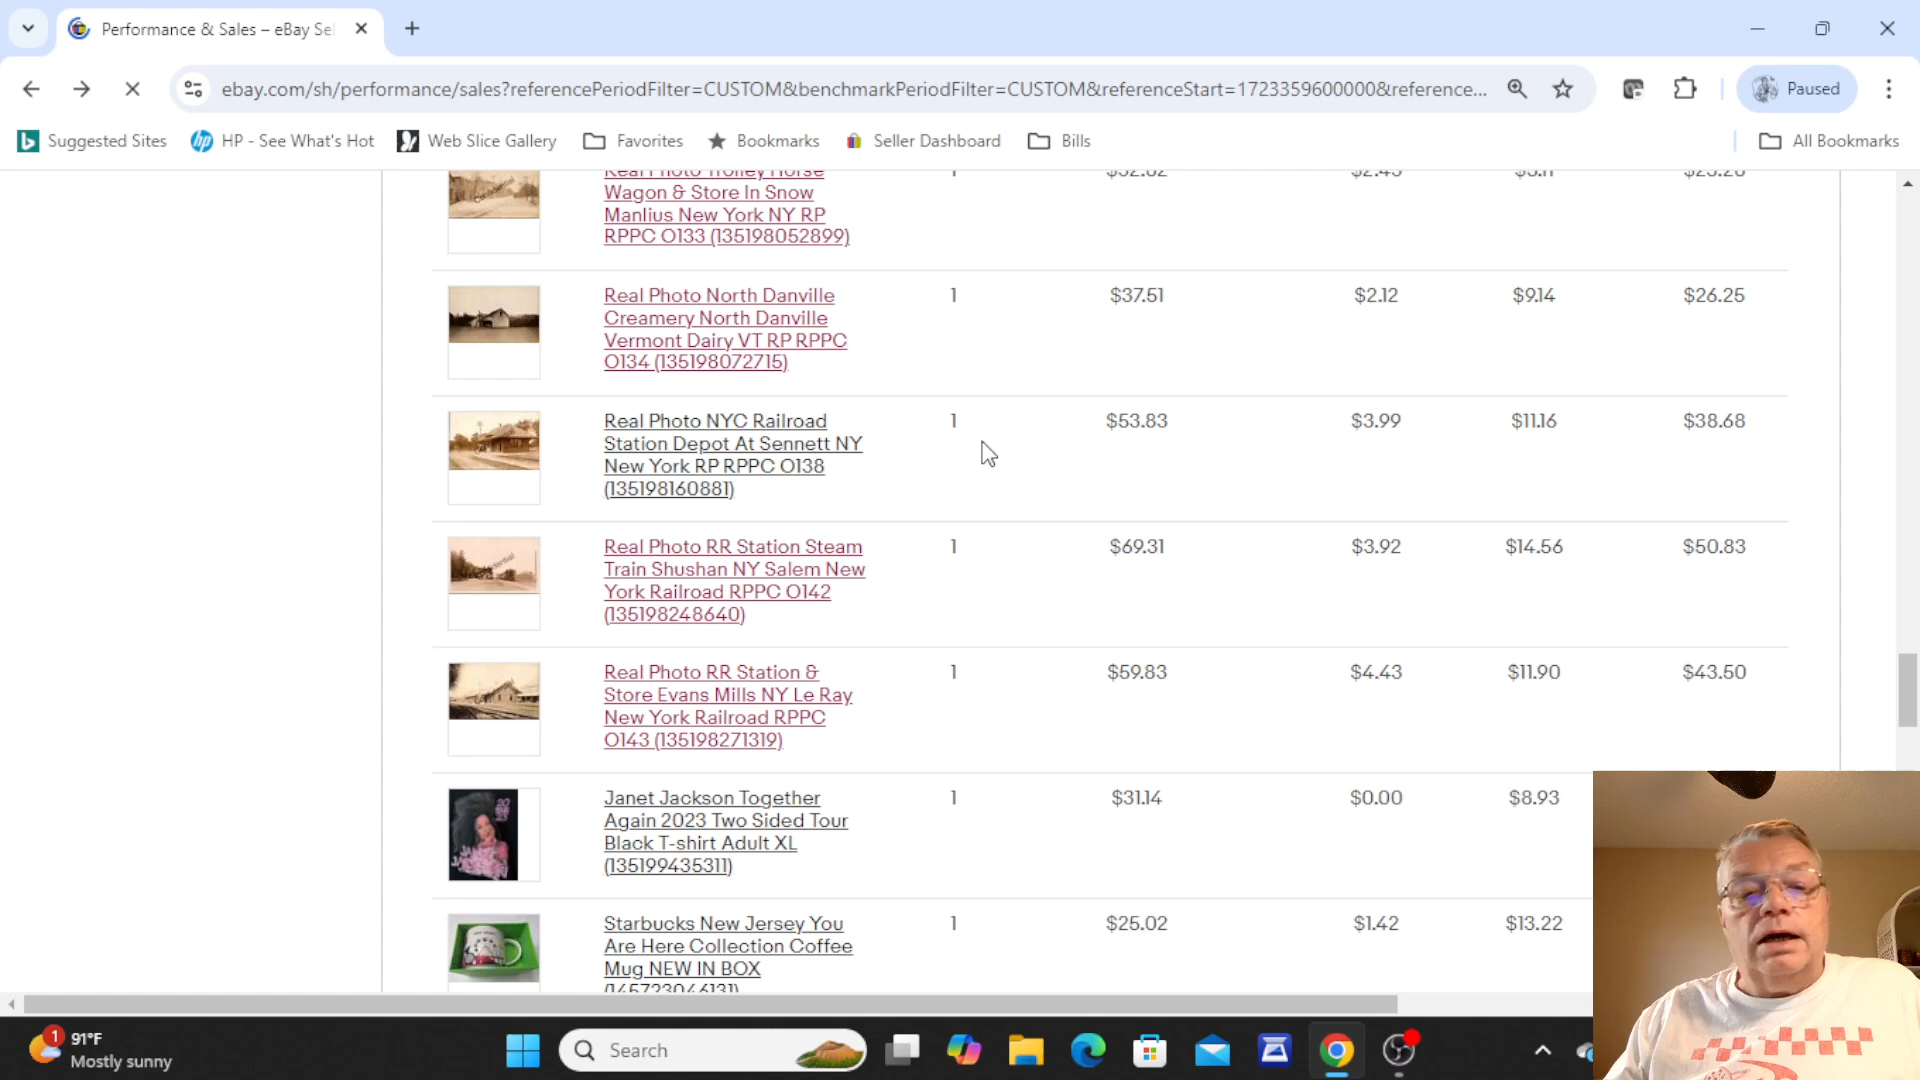 Performance & Sales – eBay Sel
ebay.com/sh/performance/sales?referencePeriodFilter=CUSTOM&benchmarkPeriodFilter=CUSTOM&referenceStart=1723359600000&reference...
Paused
Suggested Sites
HP - See What's Hot
Web Slice Gallery
Favorites
Bookmarks
Seller Dashboard
Bills
All Bookmarks
Real Photo Trolley Horse
Wagon & Store In Snow
Manlius New York NY RP
RPPC O133 (135198052899)
1
Real Photo North Danville
Creamery North Danville
Vermont Dairy VT RP RPPC
O134 (135198072715)
1 $37.51 $2.12 $9.14 $26.25
Real Photo NYC Railroad
Station Depot At Sennett NY
New York RP RPPC O138
(135198160881)
1 $53.83 $3.99 $11.16 $38.68
Real Photo RR Station Steam
Train Shushan NY Salem New
York Railroad RPPC O142
(135198248640)
1 $69.31 $3.92 $14.56 $50.83
Real Photo RR Station &
Store Evans Mills NY Le Ray
New York Railroad RPPC
O143 (135198271319)
1 $59.83 $4.43 $11.90 $43.50
Janet Jackson Together
Again 2023 Two Sided Tour
Black T-shirt Adult XL
(135199435311)
1 $31.14 $0.00 $8.93
Starbucks New Jersey You
Are Here Collection Coffee
Mug NEW IN BOX
(145723046131)
1 $25.02 $1.42 $13.22
1
91°F
Mostly sunny
Search